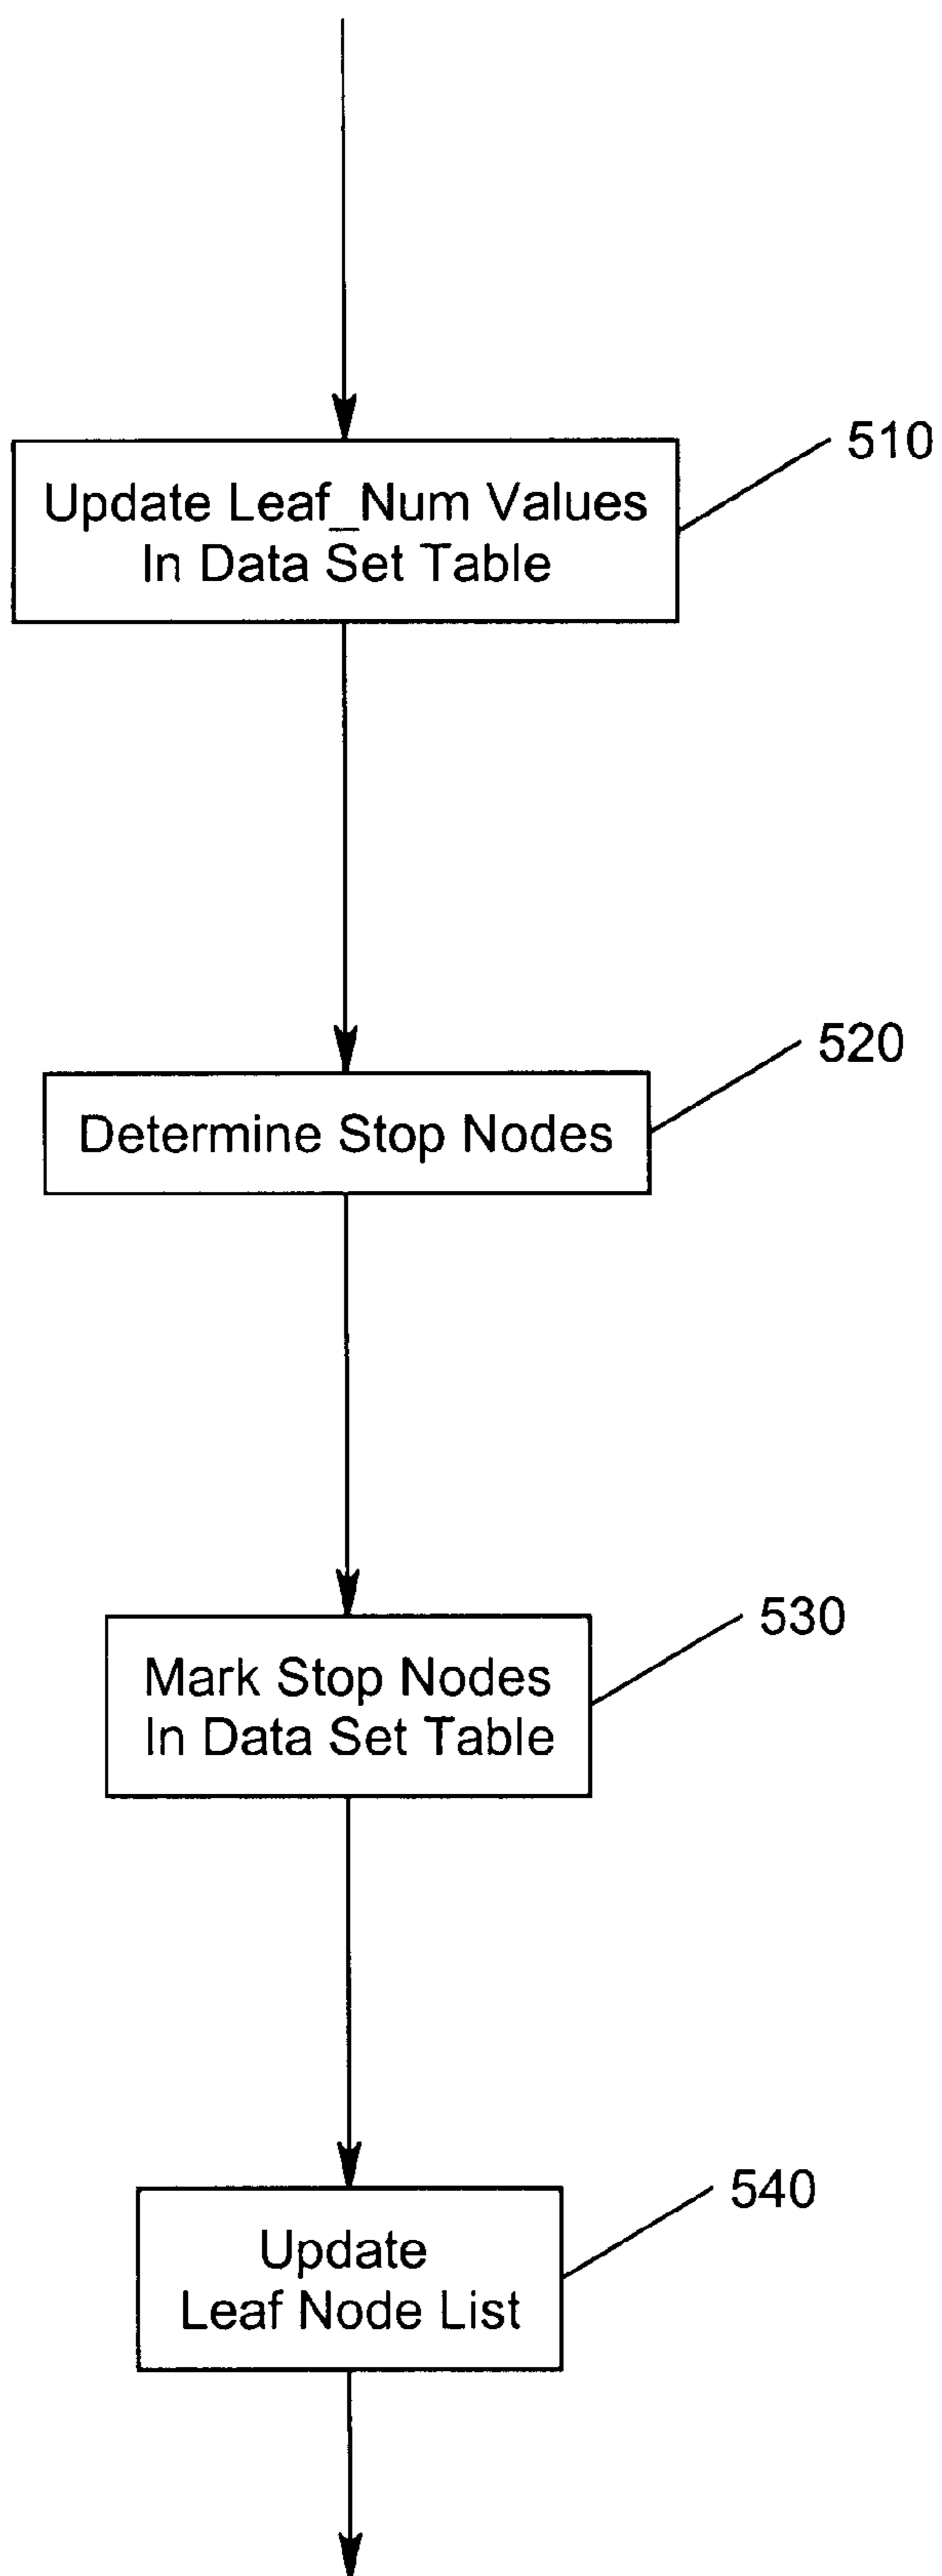 510
Update Leaf_Num Values
In Data Set Table
520
Determine Stop Nodes
530
Mark Stop Nodes
In Data Set Table
540
Update
Leaf Node List